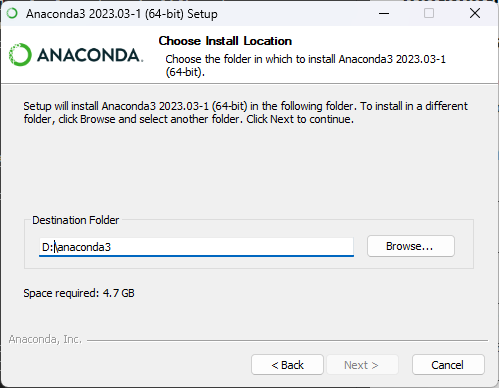 Anaconda3 2023.03-1 (64-bit) Setup
ANACONDA.
Choose Install Location
Choose the folder in which to install Anaconda3 2023.03-1
(64-bit).
Setup will install Anaconda3 2023.03-1 (64-bit) in the following folder. To install in a different
folder, click Browse and select another folder. Click Next to continue.
Destination Folder
D:\anaconda3
Browse...
Space required: 4.7 GB
Anaconda, Inc.
< Back
Next >
Cancel